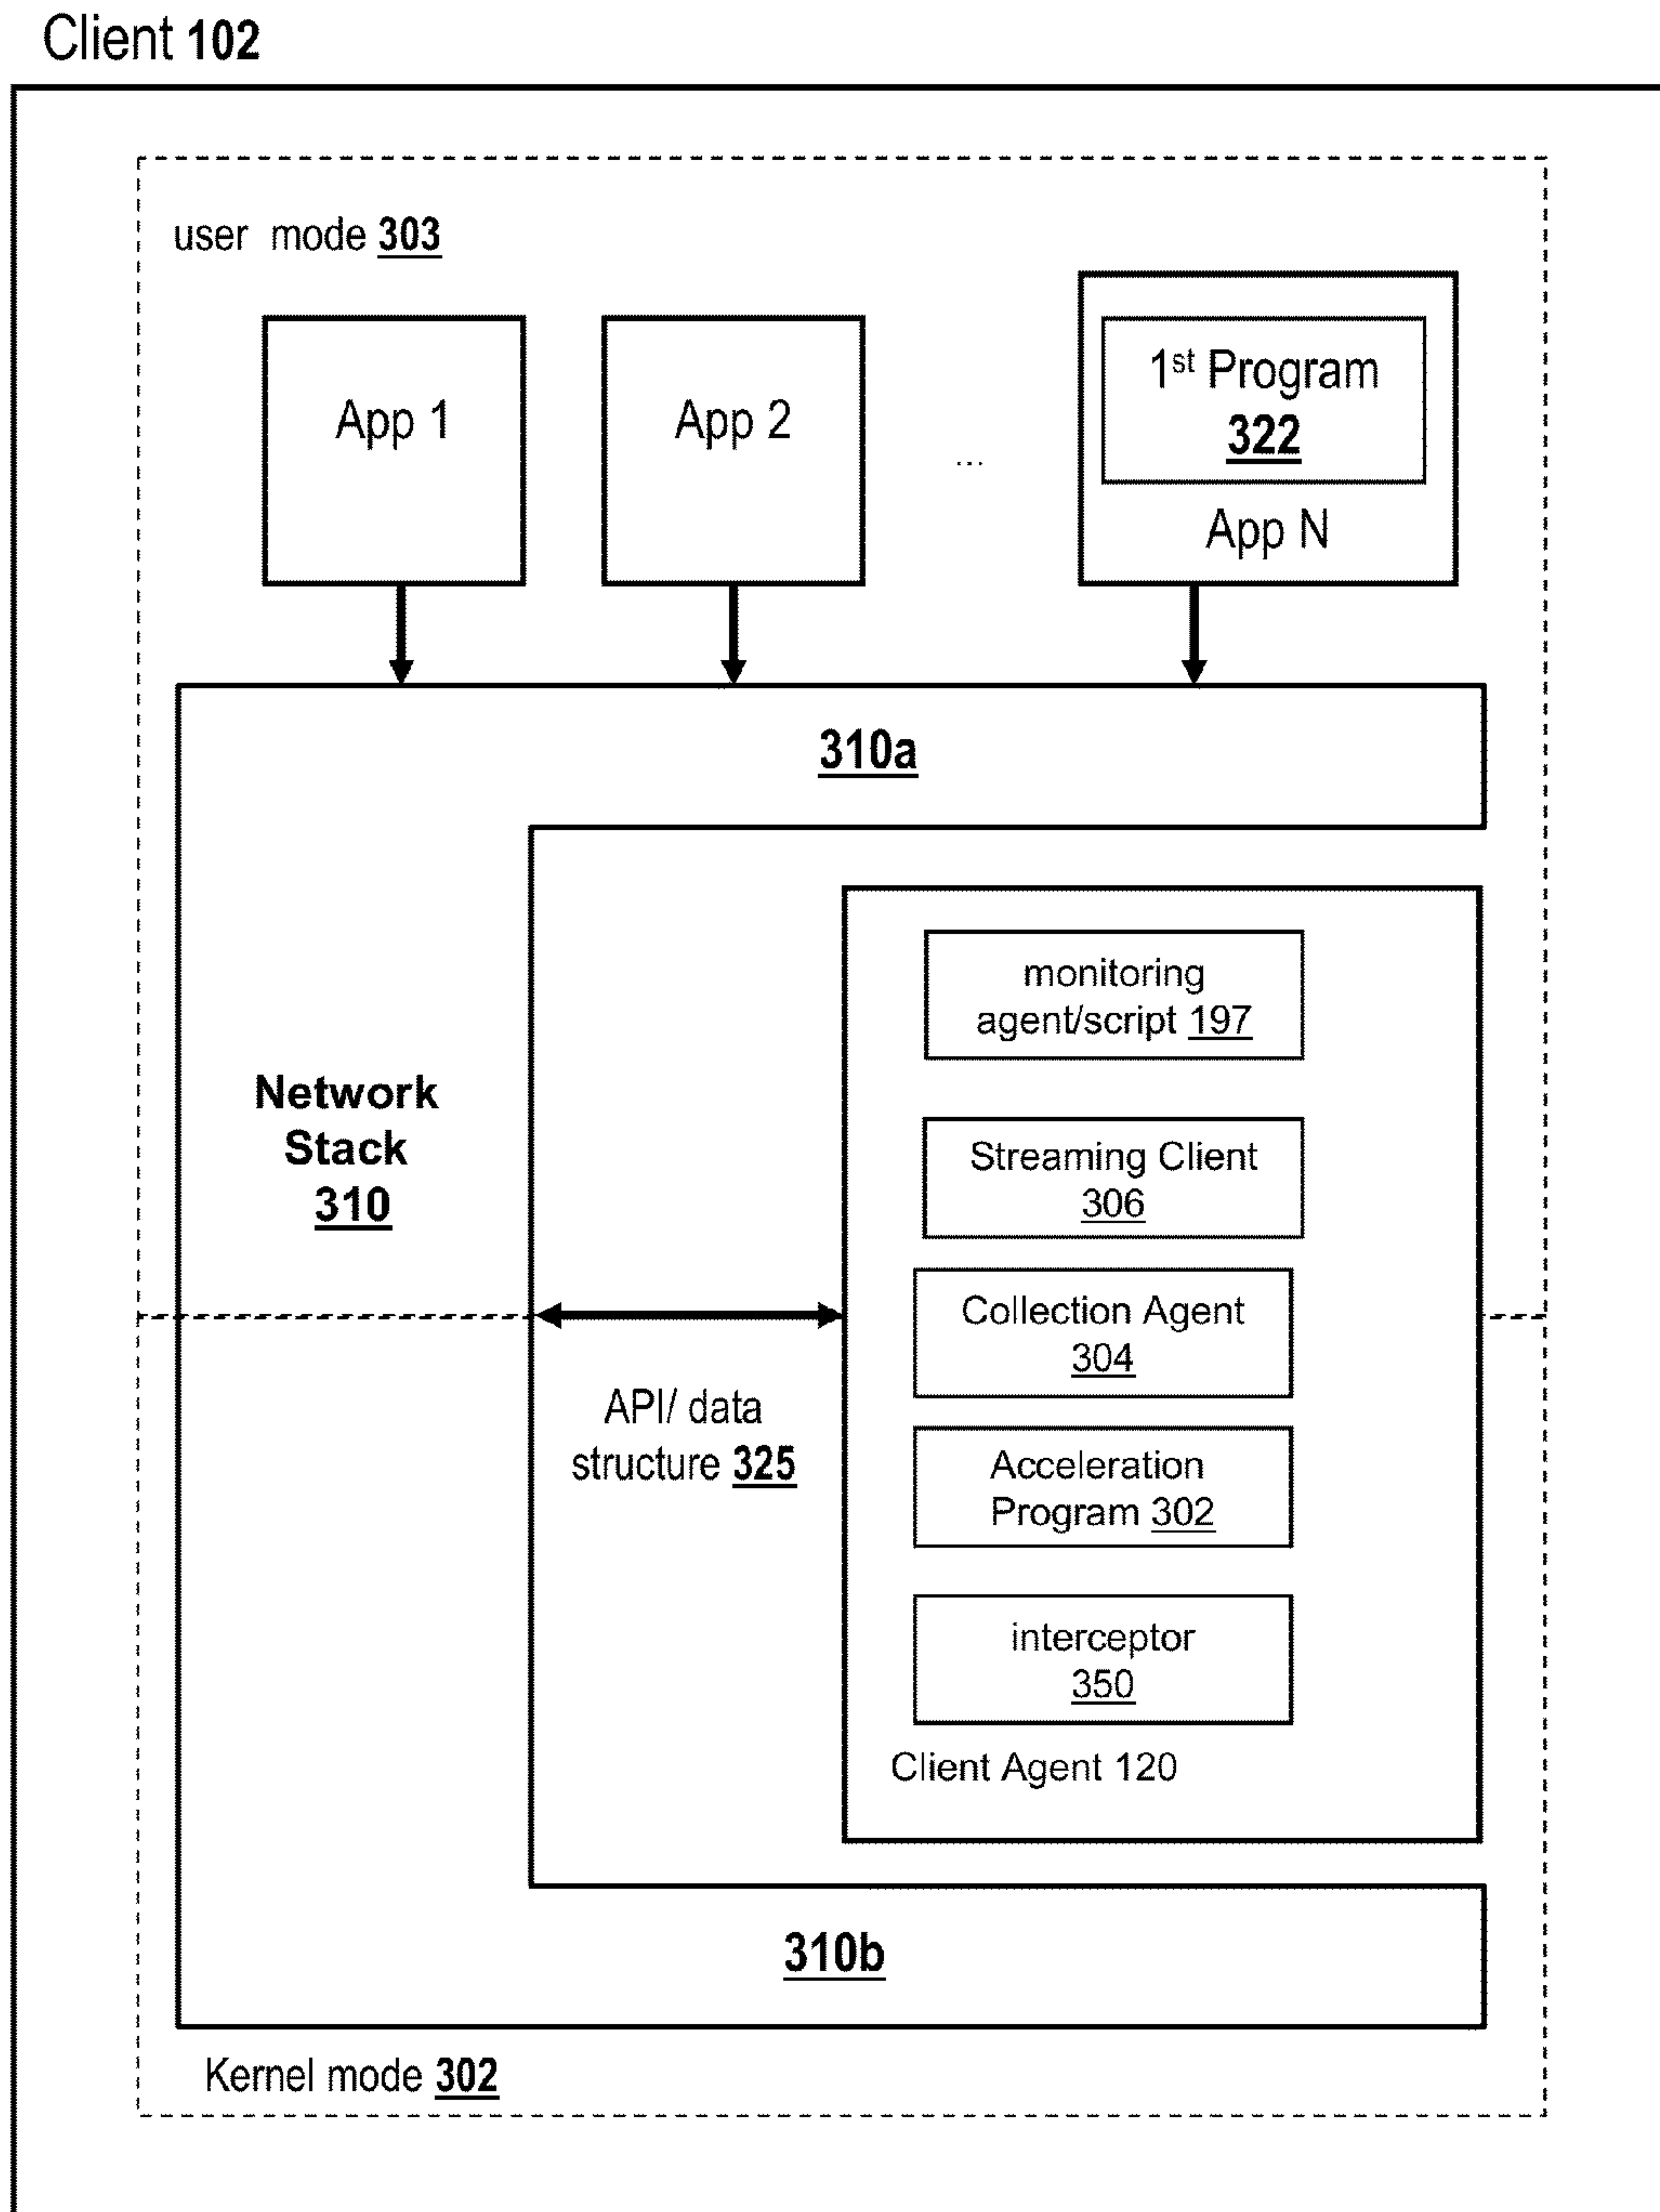 Client 102
user mode 303
App 1
App 2
...
1st Program
322
App N
310a
monitoring
agent/script 197
Streaming Client
306
Network
Stack
310
Collection Agent
304
API/ data
structure 325
Acceleration
Program 302
interceptor
350
Client Agent 120
310b
Kernel mode 302